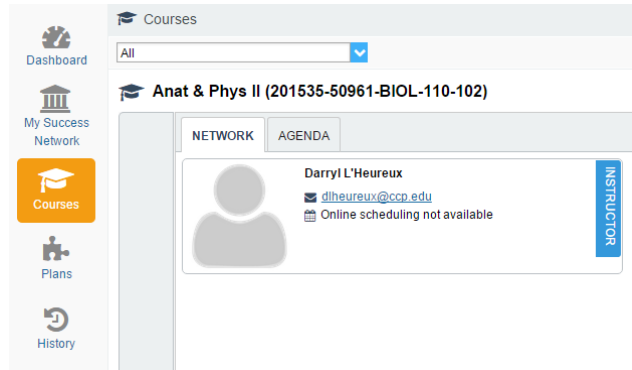 Dashboard
My Success
Network
Courses
Plans
History
Courses
All
Anat & Phys II (201535-50961-BIOL-110-102)
NETWORK AGENDA
Darryl L'Heureux
dlheureux@ccp.edu
Online scheduling not available
INSTRUCTOR